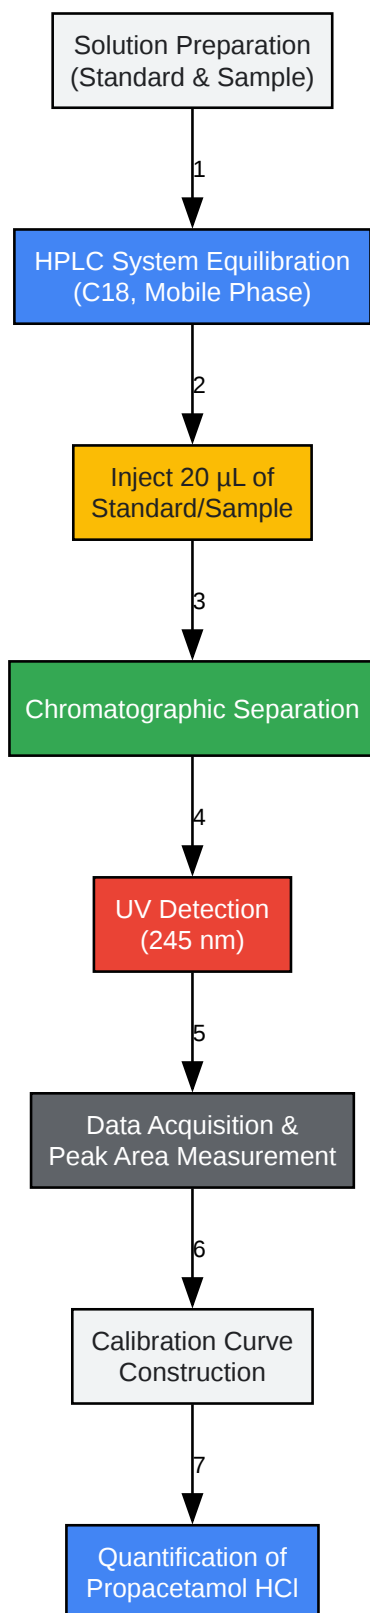 Solution Preparation
(Standard & Sample)
1
HPLC System Equilibration
(C18, Mobile Phase)
2
Inject 20 µL of
Standard/Sample
3
Chromatographic Separation
4
UV Detection
(245 nm)
5
Data Acquisition &
Peak Area Measurement
6
Calibration Curve
Construction
7
Quantification of
Propacetamol HCl